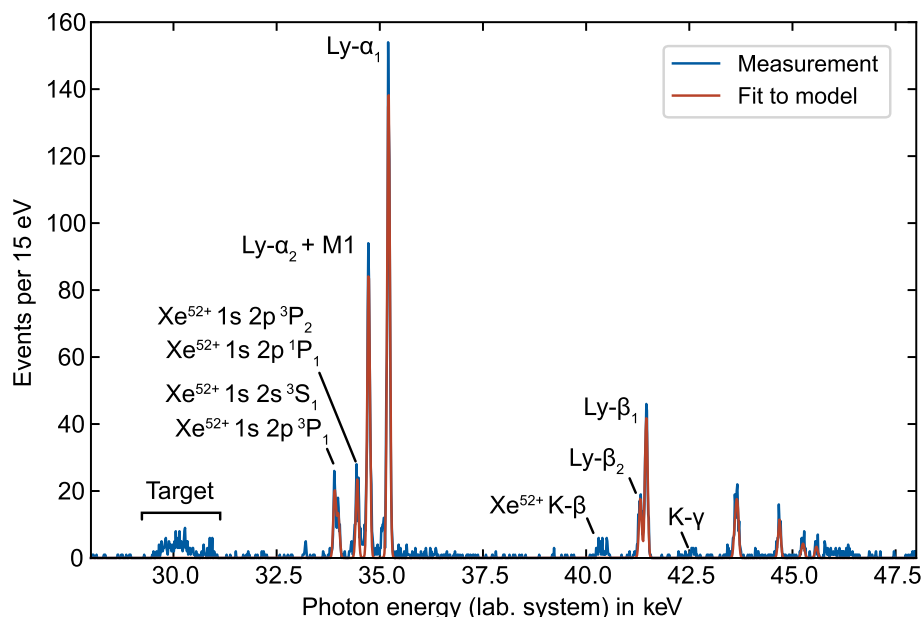 160
140
120
100
80
60
40
20
0
Events per 15 eV
Ly-α₁
Measurement
Fit to model
Ly-α₂ + M1
Xe⁵²⁺ 1s 2p ³P₂
Xe⁵²⁺ 1s 2p ¹P₁
Xe⁵²⁺ 1s 2s ³S₁
Xe⁵²⁺ 1s 2p ³P₁
Target
Ly-β₁
Ly-β₂
Xe⁵²⁺ K-β
K-γ
30.0 32.5 35.0 37.5 40.0 42.5 45.0 47.5
Photon energy (lab. system) in keV